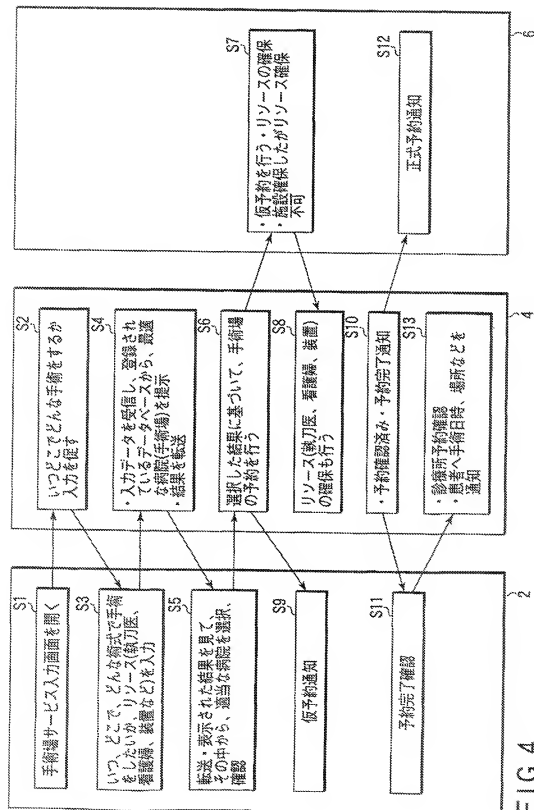 S1
手術場サービス入力画面を開く
S3
いつ、どこで、どんな術式で手術
をしたいか、リソース(執刀医、
看護婦、装置など)を入力
S5
転送・表示された結果を見て、
その中から、適当な病院を選択、
確認
S9
仮予約通知
S11
予約完了確認
2
S2
いつどこでどんな手術をするか
入力を促す
S4
・入力データを受信し、登録され
ているデータベースから、最適
な病院(手術場)を提示
・結果を転送
S6
選択した結果に基づいて、手術場
の予約を行う
S8
リソース(執刀医、看護婦、装置)
の確保も行う
S10
・予約確認済み・予約完了通知
S13
・診療所予約確認
・患者へ手術日時、場所などを
通知
4
S7
・仮予約を行う・リソースの確保
・施設確保したがリソース確保
不可
S12
正式予約通知
6
FIG. 4